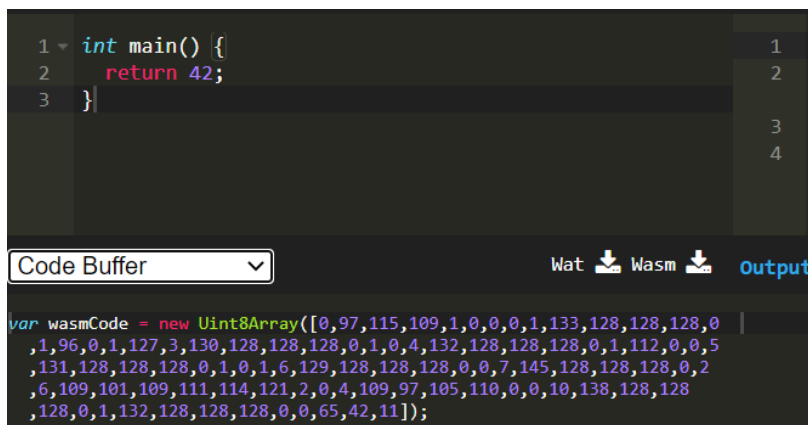 1 int main() {
2 return 42;
3 }
1
2
3
4
Code Buffer
Wat Wasm Output
var wasmCode = new Uint8Array([0,97,115,109,1,0,0,0,1,133,128,128,128,0
,1,96,0,1,127,3,130,128,128,128,0,1,0,4,132,128,128,128,0,1,112,0,0,5
,131,128,128,128,0,1,0,1,6,129,128,128,128,0,0,7,145,128,128,128,0,2
,6,109,101,109,111,114,121,2,0,4,109,97,105,110,0,0,10,138,128,128
,128,0,1,132,128,128,128,0,0,65,42,11]);